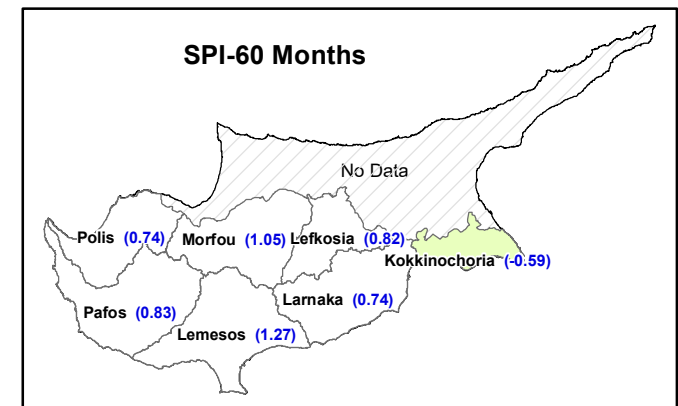 SPI-60 Months
No Data
Polis (0.74)
Morfou (1.05)
Lefkosia (0.82)
Kokkinochoria (-0.59)
Larnaka (0.74)
Pafos (0.83)
Lemesos (1.27)